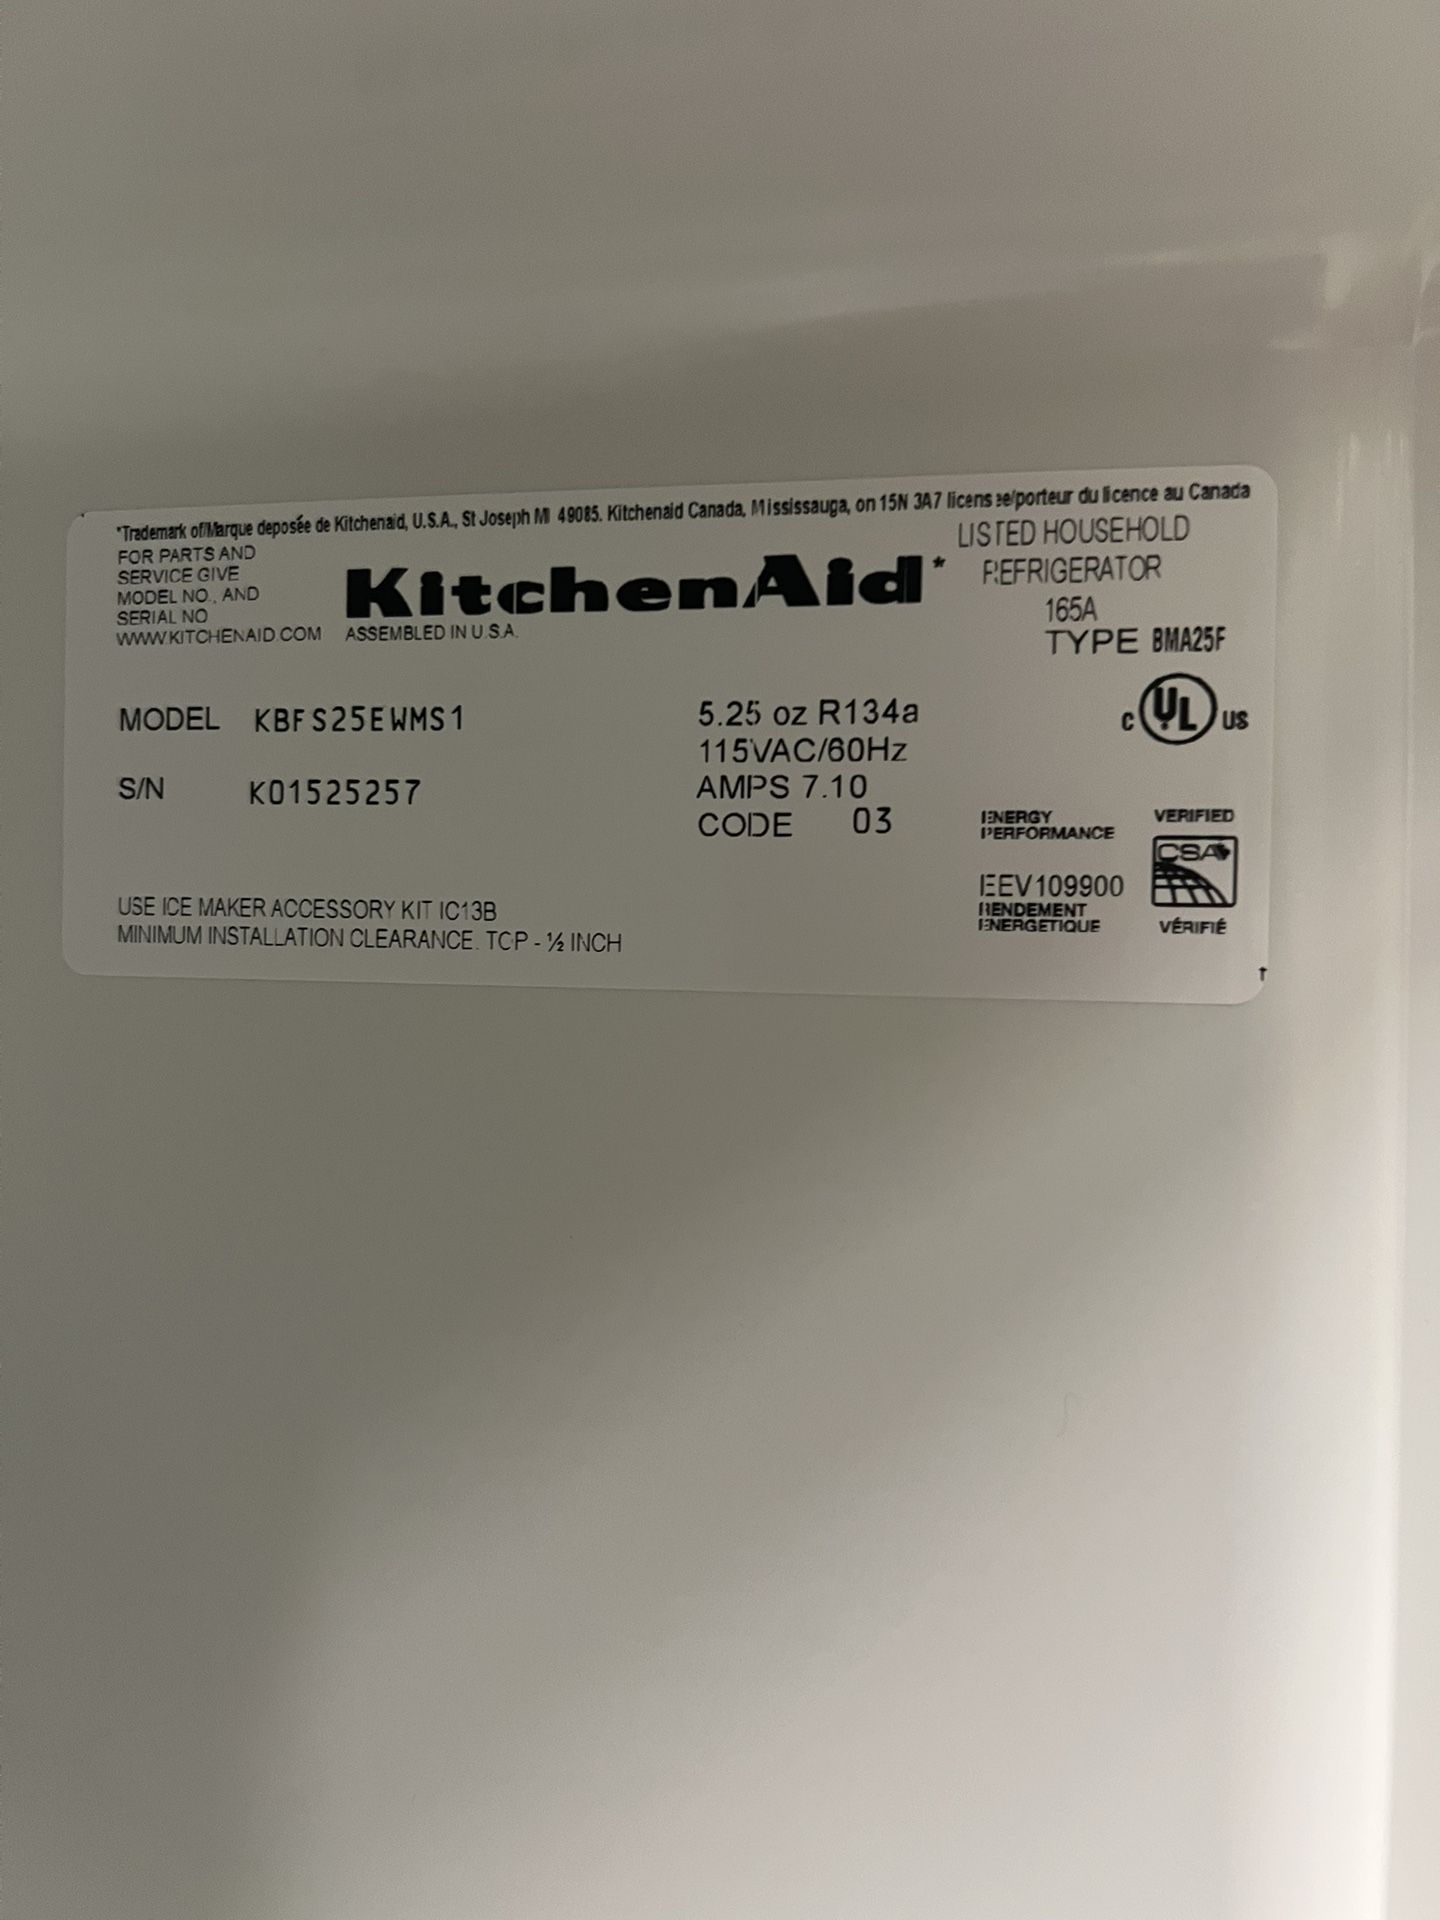 *Trademark of/Marque deposée de Kitchenaid, U.S.A., St Joseph MI 49085. Kitchenaid Canada, Mississauga, on 15N 3A7 licensee/porteur du licence au Canada
FOR PARTS AND
SERVICE GIVE
MODEL NO., AND
SERIAL NO
WWW.KITCHENAID.COM
KitchenAid*
ASSEMBLED IN U.S.A.
LISTED HOUSEHOLD
REFRIGERATOR
165A
TYPE BMA25F
MODEL KBFS25EWMS1
S/N K01525257
5.25 oz R134a
115VAC/60Hz
AMPS 7.10
CODE 03
C UL US
ENERGY
PERFORMANCE
EEV109900
RENDEMENT
ENERGETIQUE
VERIFIED
CSA
VÉRIFIÉ
USE ICE MAKER ACCESSORY KIT IC13B
MINIMUM INSTALLATION CLEARANCE. TOP - ½ INCH